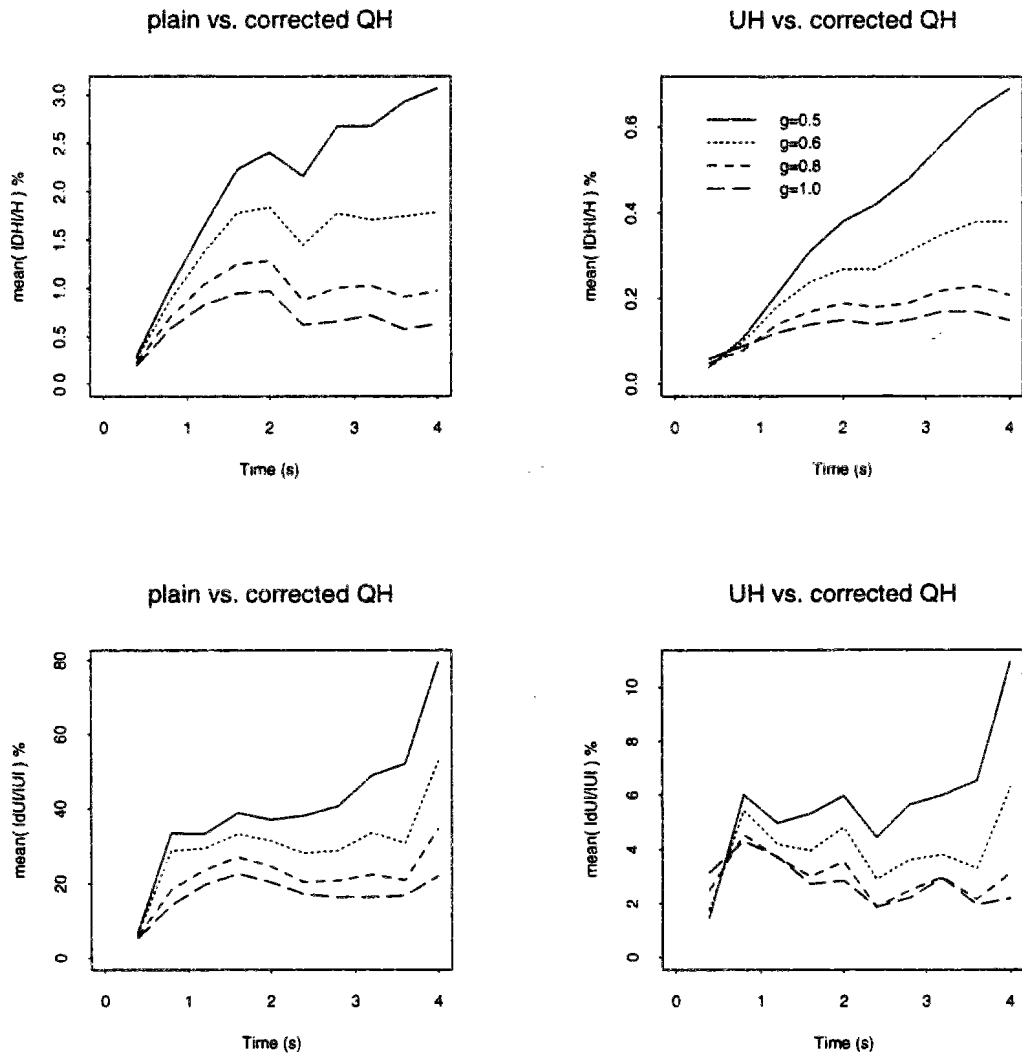 plain vs. corrected QH
mean( |DH|/H ) %
0.0 0.5 1.0 1.5 2.0 2.5 3.0
0 1 2 3 4
Time (s)
UH vs. corrected QH
mean( |DH|/H ) %
0.0 0.2 0.4 0.6
g=0.5
g=0.6
g=0.8
g=1.0
0 1 2 3 4
Time (s)
plain vs. corrected QH
mean( |dU|/|U| ) %
0 20 40 60 80
0 1 2 3 4
Time (s)
UH vs. corrected QH
mean( |dU|/|U| ) %
0 2 4 6 8 10
0 1 2 3 4
Time (s)